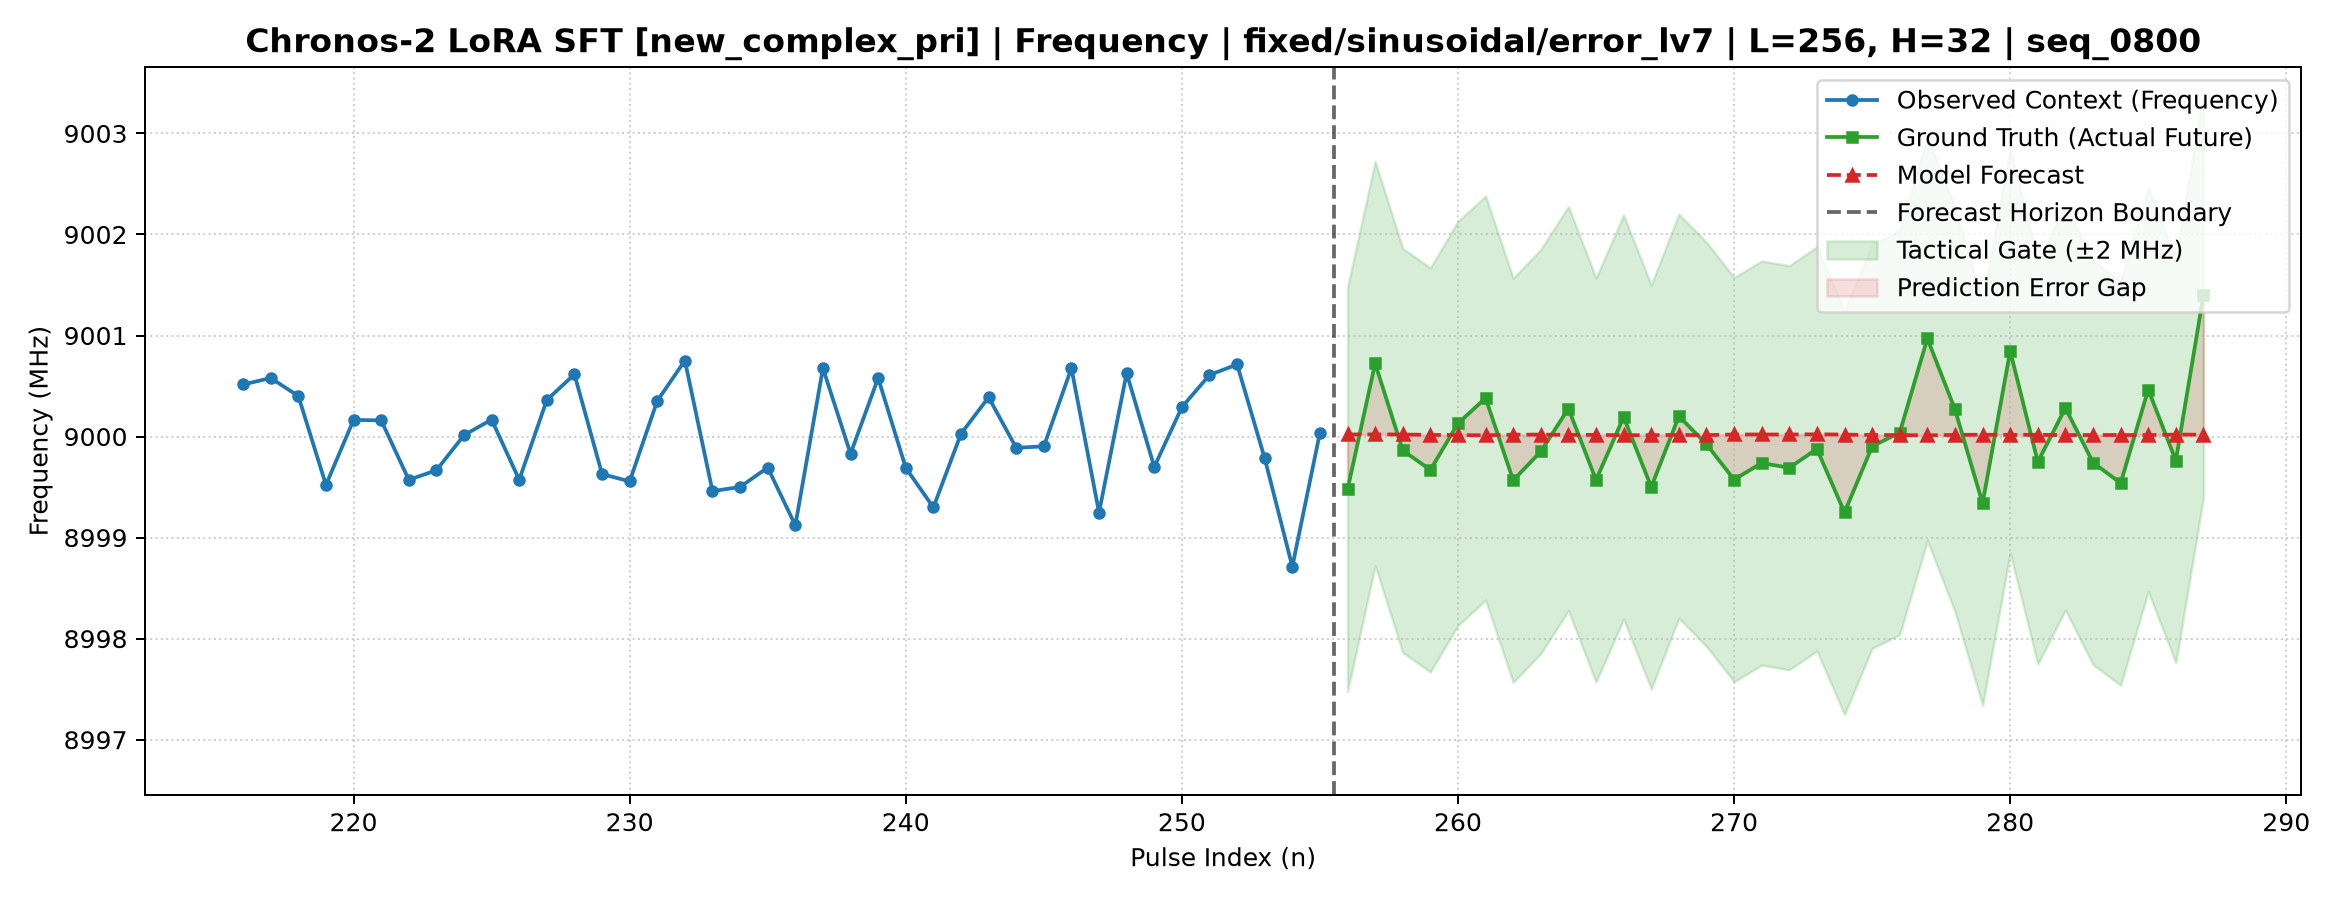 Chronos-2 LoRA SFT [new_complex_pri] | Frequency | fixed/sinusoidal/error_lv7 | L=256, H=32 | seq_0800
Frequency (MHz)
9003
9002
9001
9000
8999
8998
8997
Observed Context (Frequency)
Ground Truth (Actual Future)
Model Forecast
Forecast Horizon Boundary
Tactical Gate (±2 MHz)
Prediction Error Gap
220 230 240 250 260 270 280 290
Pulse Index (n)